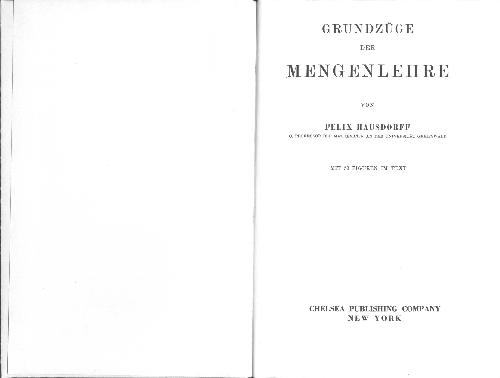 GRUNDZÜGE
DER
MENGENLEHRE
VON
FELIX HAUSDORFF
O. PROFESSOR DER MATHEMATIK AN DER UNIVERSITÄT GREIFSWALD
MIT 53 FIGUREN IM TEXT
CHELSEA PUBLISHING COMPANY
NEW YORK